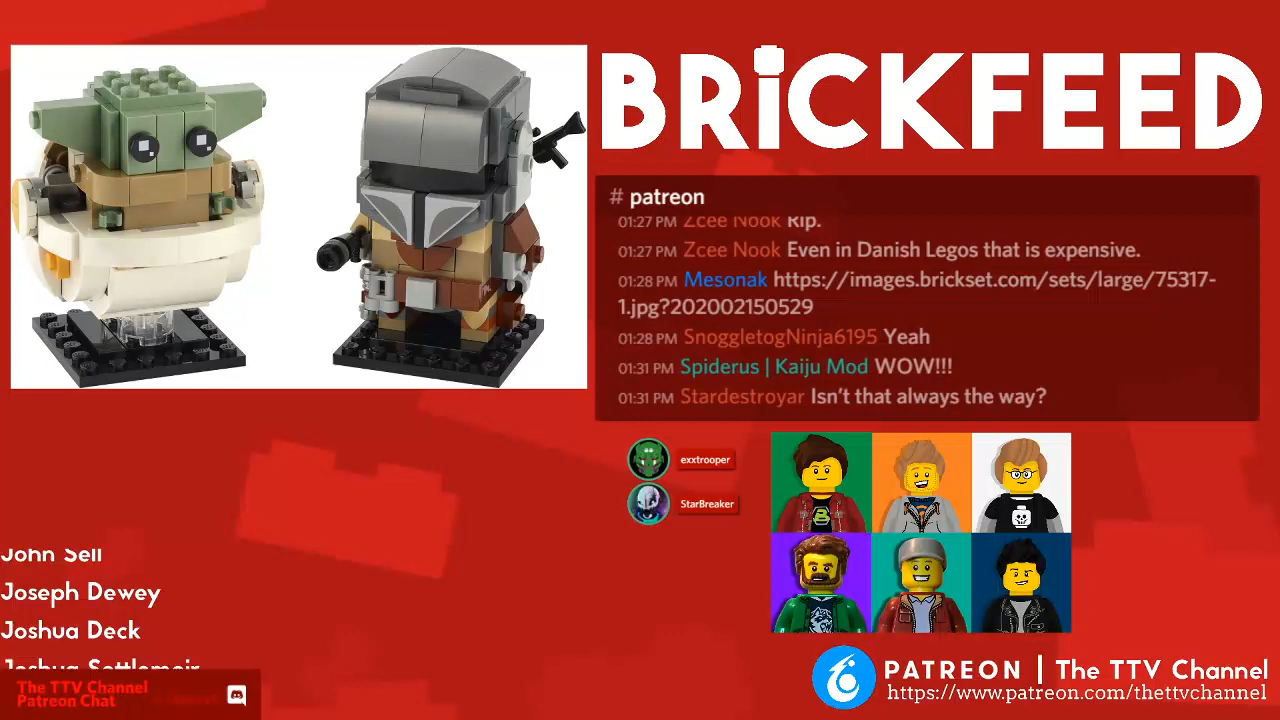 BRiCKFEED
# patreon
01:27 PM Zcee Nook Rip.
01:27 PM Zcee Nook Even in Danish Legos that is expensive.
01:28 PM Mesonak https://images.brickset.com/sets/large/75317-
1.jpg?202002150529
01:28 PM SnoggletogNinja6195 Yeah
01:31 PM Spiderus | Kaiju Mod WOW!!!
01:31 PM Stardestroyar Isn't that always the way?
exxtrooper
StarBreaker
John Sell
Joseph Dewey
Joshua Deck
Joshua Settlemoir
The TTV Channel
Patreon Chat
PATREON | The TTV Channel
https://www.patreon.com/thettvchannel